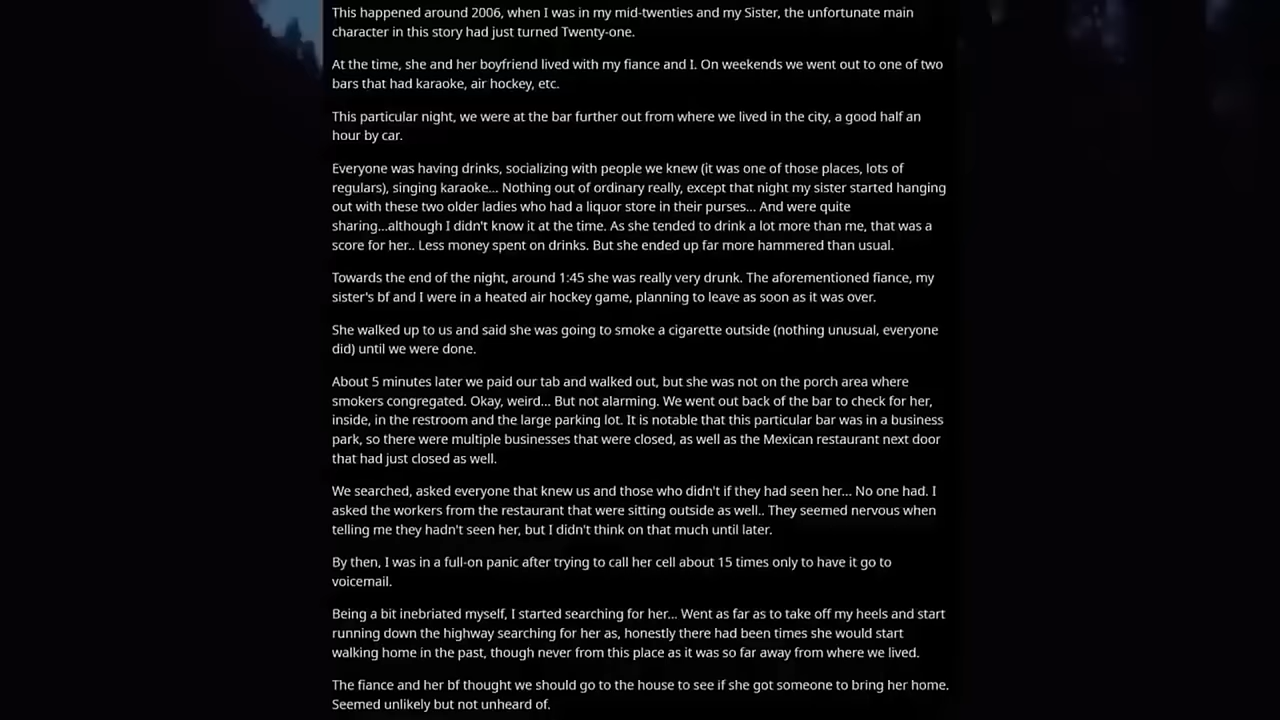 This happened around 2006, when I was in my mid-twenties and my Sister, the unfortunate main
character in this story had just turned Twenty-one.
At the time, she and her boyfriend lived with my fiance and I. On weekends we went out to one of two
bars that had karaoke, air hockey, etc.
This particular night, we were at the bar further out from where we lived in the city, a good half an
hour by car.
Everyone was having drinks, socializing with people we knew (it was one of those places, lots of
regulars), singing karaoke... Nothing out of ordinary really, except that night my sister started hanging
out with these two older ladies who had a liquor store in their purses... And were quite
sharing...although I didn't know it at the time. As she tended to drink a lot more than me, that was a
score for her.. Less money spent on drinks. But she ended up far more hammered than usual.
Towards the end of the night, around 1:45 she was really very drunk. The aforementioned fiance, my
sister's bf and I were in a heated air hockey game, planning to leave as soon as it was over.
She walked up to us and said she was going to smoke a cigarette outside (nothing unusual, everyone
did) until we were done.
About 5 minutes later we paid our tab and walked out, but she was not on the porch area where
smokers congregated. Okay, weird... But not alarming. We went out back of the bar to check for her,
inside, in the restroom and the large parking lot. It is notable that this particular bar was in a business
park, so there were multiple businesses that were closed, as well as the Mexican restaurant next door
that had just closed as well.
We searched, asked everyone that knew us and those who didn't if they had seen her... No one had. I
asked the workers from the restaurant that were sitting outside as well.. They seemed nervous when
telling me they hadn't seen her, but I didn't think on that much until later.
By then, I was in a full-on panic after trying to call her cell about 15 times only to have it go to
voicemail.
Being a bit inebriated myself, I started searching for her... Went as far as to take off my heels and start
running down the highway searching for her as, honestly there had been times she would start
walking home in the past, though never from this place as it was so far away from where we lived.
The fiance and her bf thought we should go to the house to see if she got someone to bring her home.
Seemed unlikely but not unheard of.